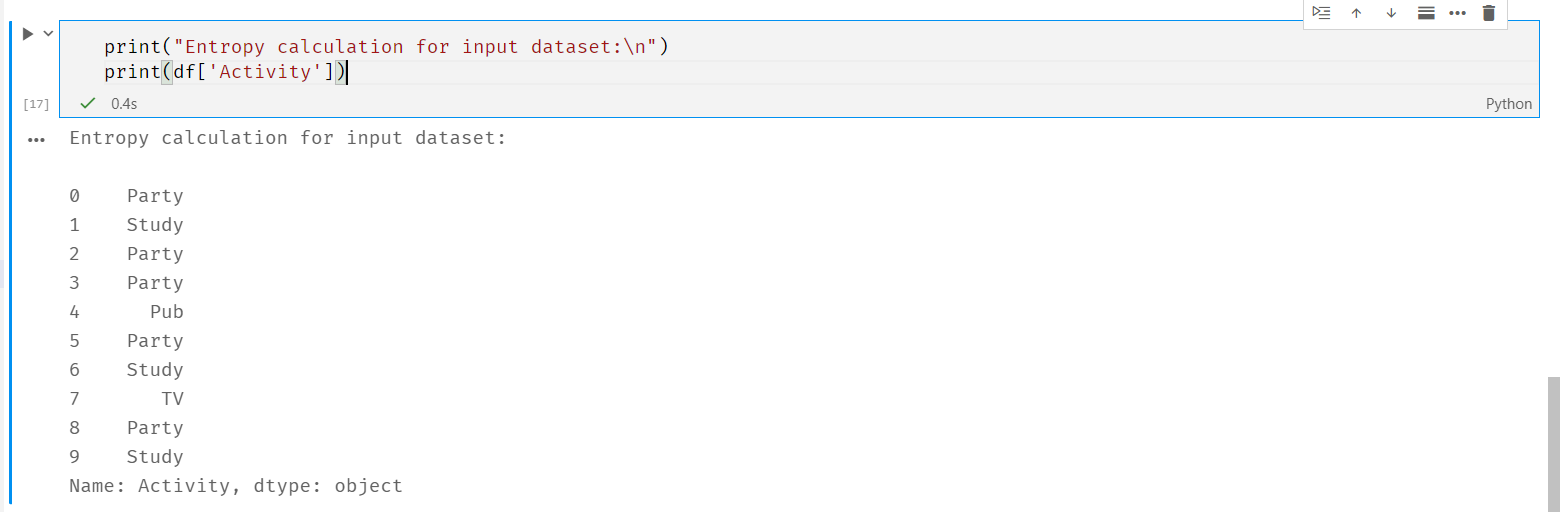 print("Entropy calculation for input dataset:\n")
print(df['Activity'])
[17] 0.4s Python
Entropy calculation for input dataset:
0 Party
1 Study
2 Party
3 Party
4 Pub
5 Party
6 Study
7 TV
8 Party
9 Study
Name: Activity, dtype: object